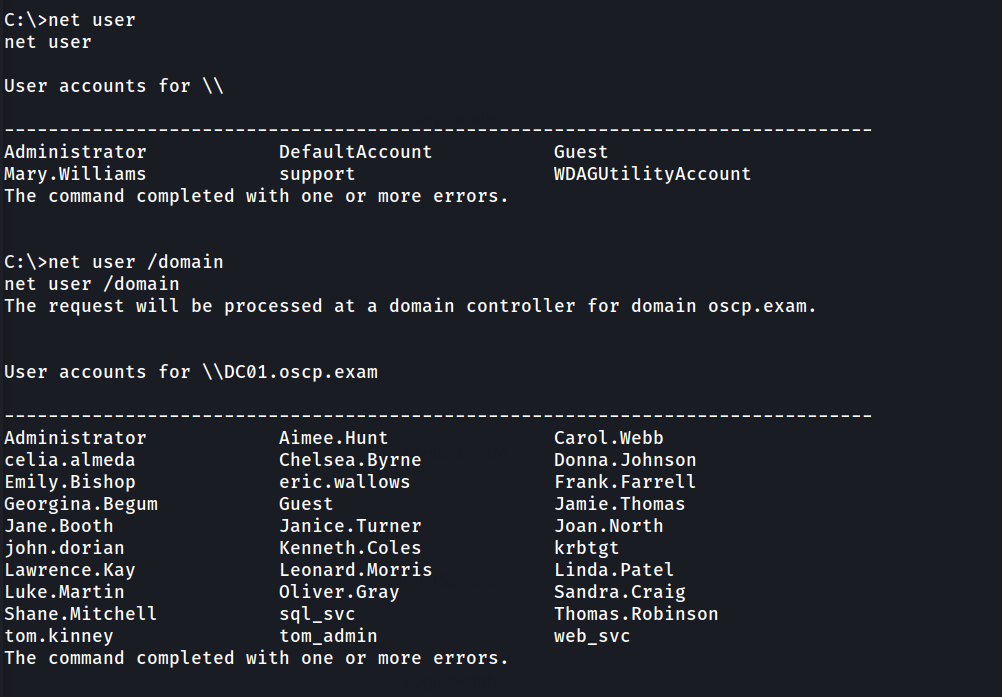 C:\>net user
net user
User accounts for \\
-------------------------------------------------------------------------------
Administrator            DefaultAccount           Guest
Mary.Williams            support                  WDAGUtilityAccount
The command completed with one or more errors.
C:\>net user /domain
net user /domain
The request will be processed at a domain controller for domain oscp.exam.
User accounts for \\DC01.oscp.exam
-------------------------------------------------------------------------------
Administrator            Aimee.Hunt               Carol.Webb
celia.almeda             Chelsea.Byrne            Donna.Johnson
Emily.Bishop             eric.wallows             Frank.Farrell
Georgina.Begum           Guest                    Jamie.Thomas
Jane.Booth               Janice.Turner            Joan.North
john.dorian              Kenneth.Coles            krbtgt
Lawrence.Kay             Leonard.Morris           Linda.Patel
Luke.Martin              Oliver.Gray              Sandra.Craig
Shane.Mitchell           sql_svc                  Thomas.Robinson
tom.kinney               tom_admin                web_svc
The command completed with one or more errors.